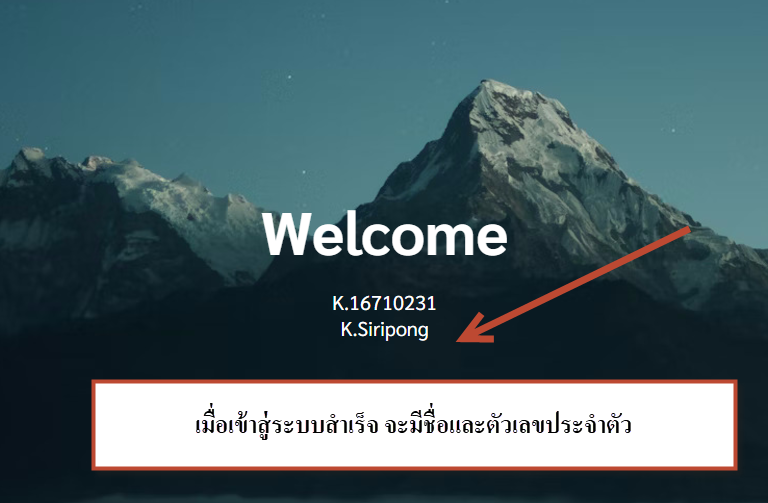 Welcome
K.16710231
K.Siripong
เมื่อเข้าสู่ระบบสำเร็จ จะมีชื่อและตัวเลขประจำตัว